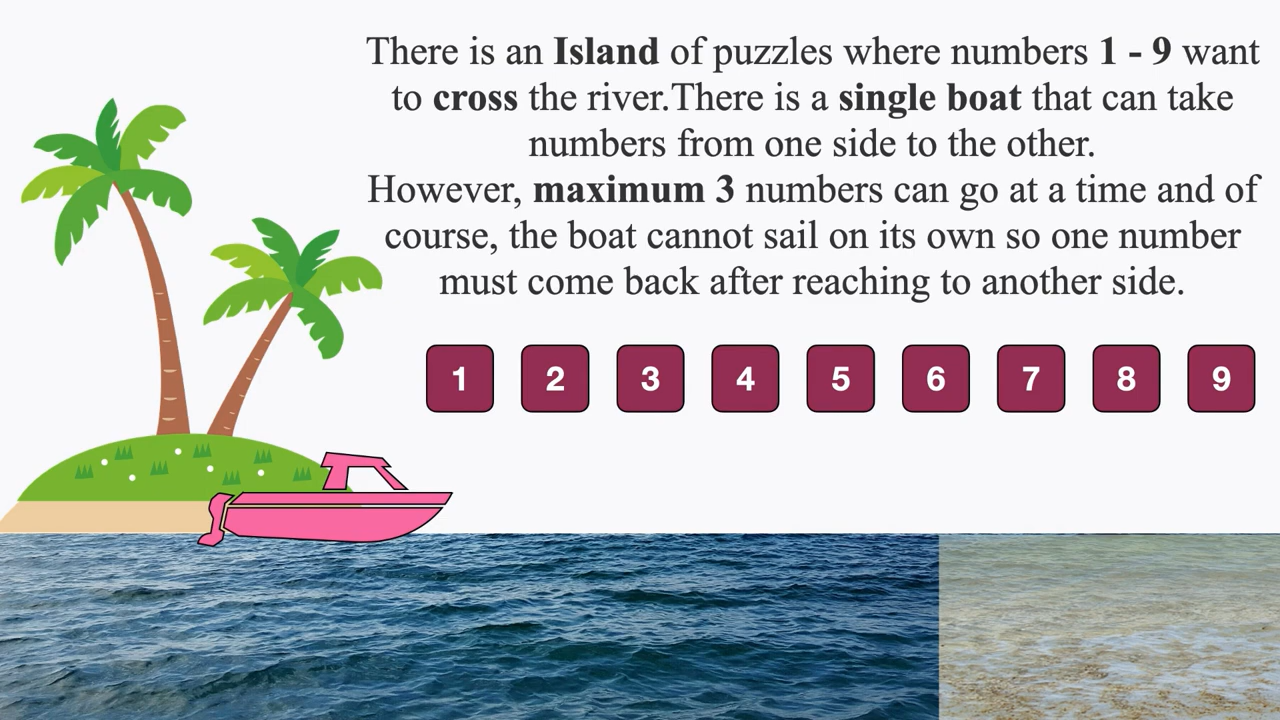 There is an Island of puzzles where numbers 1 - 9 want
to cross the river.There is a single boat that can take
numbers from one side to the other.
However, maximum 3 numbers can go at a time and of
course, the boat cannot sail on its own so one number
must come back after reaching to another side.
1 2 3 4 5 6 7 8 9